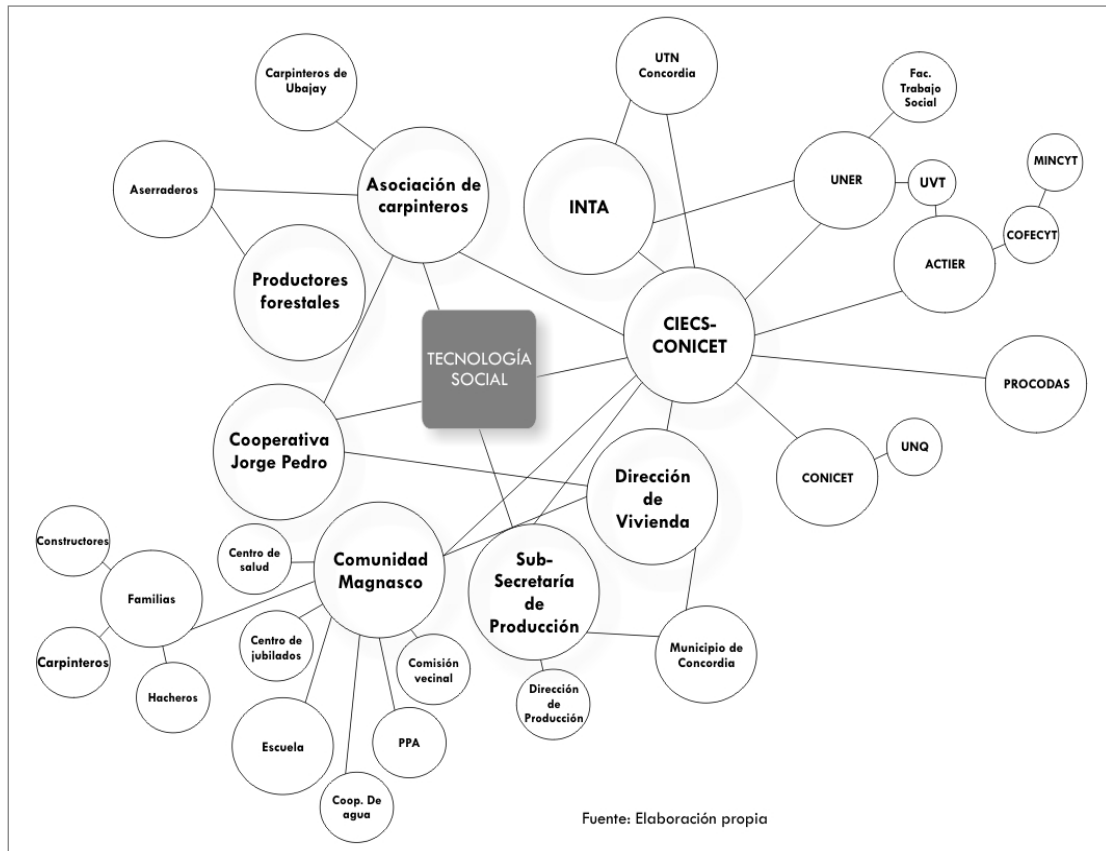 UTN
Concordia
Carpinteros de
Ubajay
Fac.
Trabajo
Social
MINCYT
Aserraderos
Asociación de
carpinteros
INTA
UNER
UVT
COFECYT
ACTIER
Productores
forestales
CIECS-
CONICET
TECNOLOGÍA
SOCIAL
PROCODAS
Cooperativa
Jorge Pedro
UNQ
CONICET
Dirección
de
Vivienda
Constructores
Centro de
salud
Comunidad
Magnasco
Sub-
Secretaría
de
Producción
Familias
Carpinteros
Centro de
jubilados
Comisión
vecinal
Municipio de
Concordia
Hacheros
Dirección
de
Producción
Escuela
PPA
Coop. De
agua
Fuente: Elaboración propia